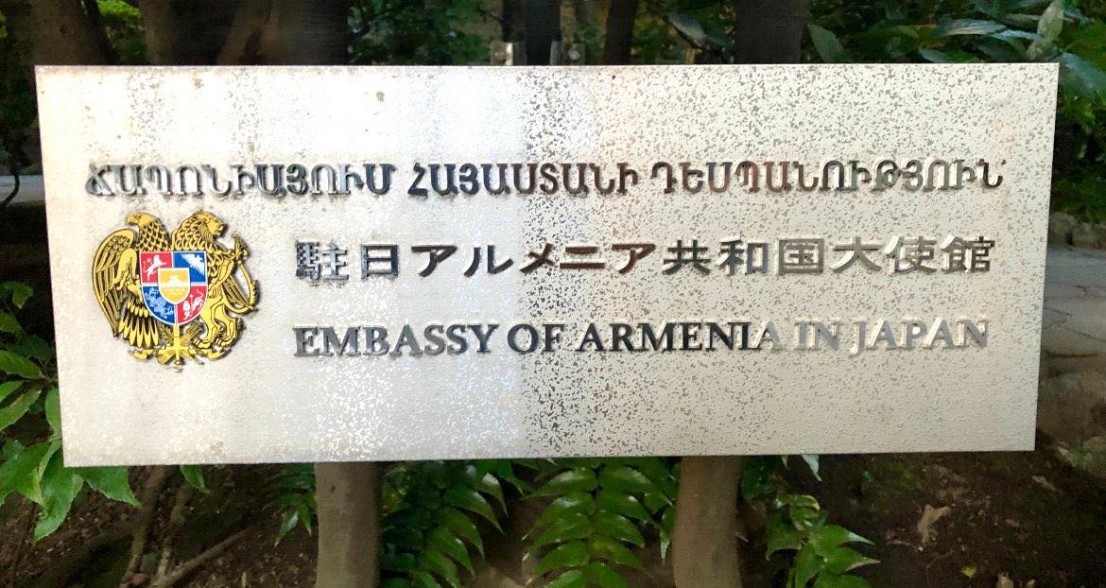 ՃԱՊՈՆԻԱՅՈՒՄ ՀԱՅԱՍՏԱՆԻ ԴԵՍՊԱՆՈՒԹՅՈՒՆ
駐日アルメニア共和国大使館
EMBASSY OF ARMENIA IN JAPAN